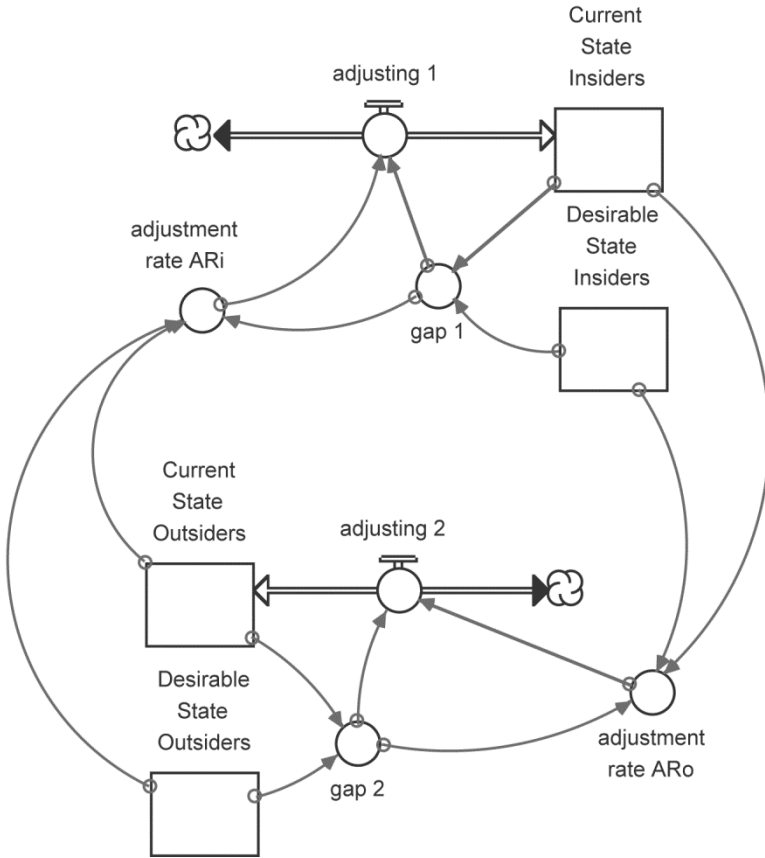 Current
State
Insiders
adjusting 1
Desirable
State
Insiders
adjustment
rate ARi
gap 1
Current
State
Outsiders
adjusting 2
Desirable
State
Outsiders
adjustment
rate ARo
gap 2